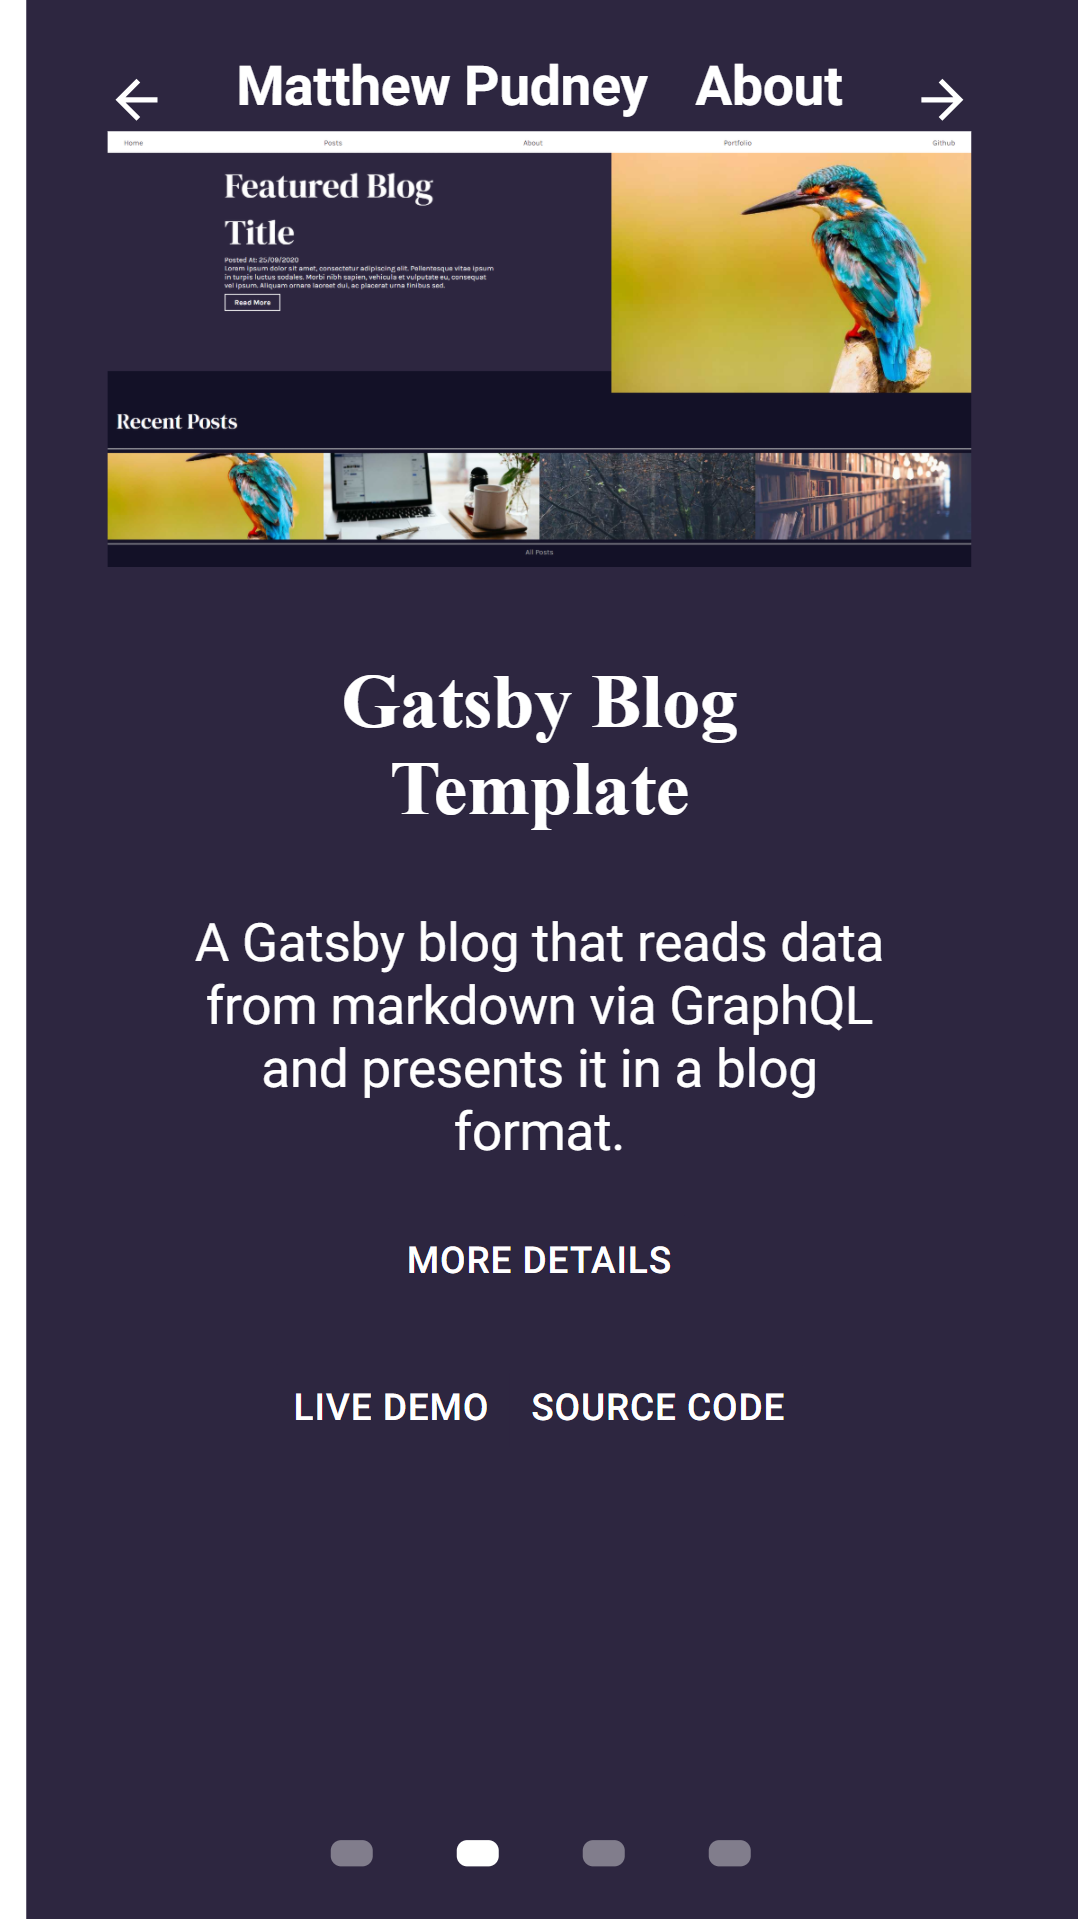 Matthew Pudney About
Home Posts About Portfolio Github
Featured Blog
Title
Posted At: 25/08/2020
Lorem ipsum dolor sit amet, consectetur adipiscing elit. Pellentesque vitae ipsum
in turpis luctus sodales. Morbi nibh sapien, vehicula et vulputate eu, consequat
vel ipsum. Aliquam ornare laoreet dui, ac placerat urna finibus sed.
Read More
Recent Posts
All Posts
Gatsby Blog
Template
A Gatsby blog that reads data
from markdown via GraphQL
and presents it in a blog
format.
MORE DETAILS
LIVE DEMO SOURCE CODE